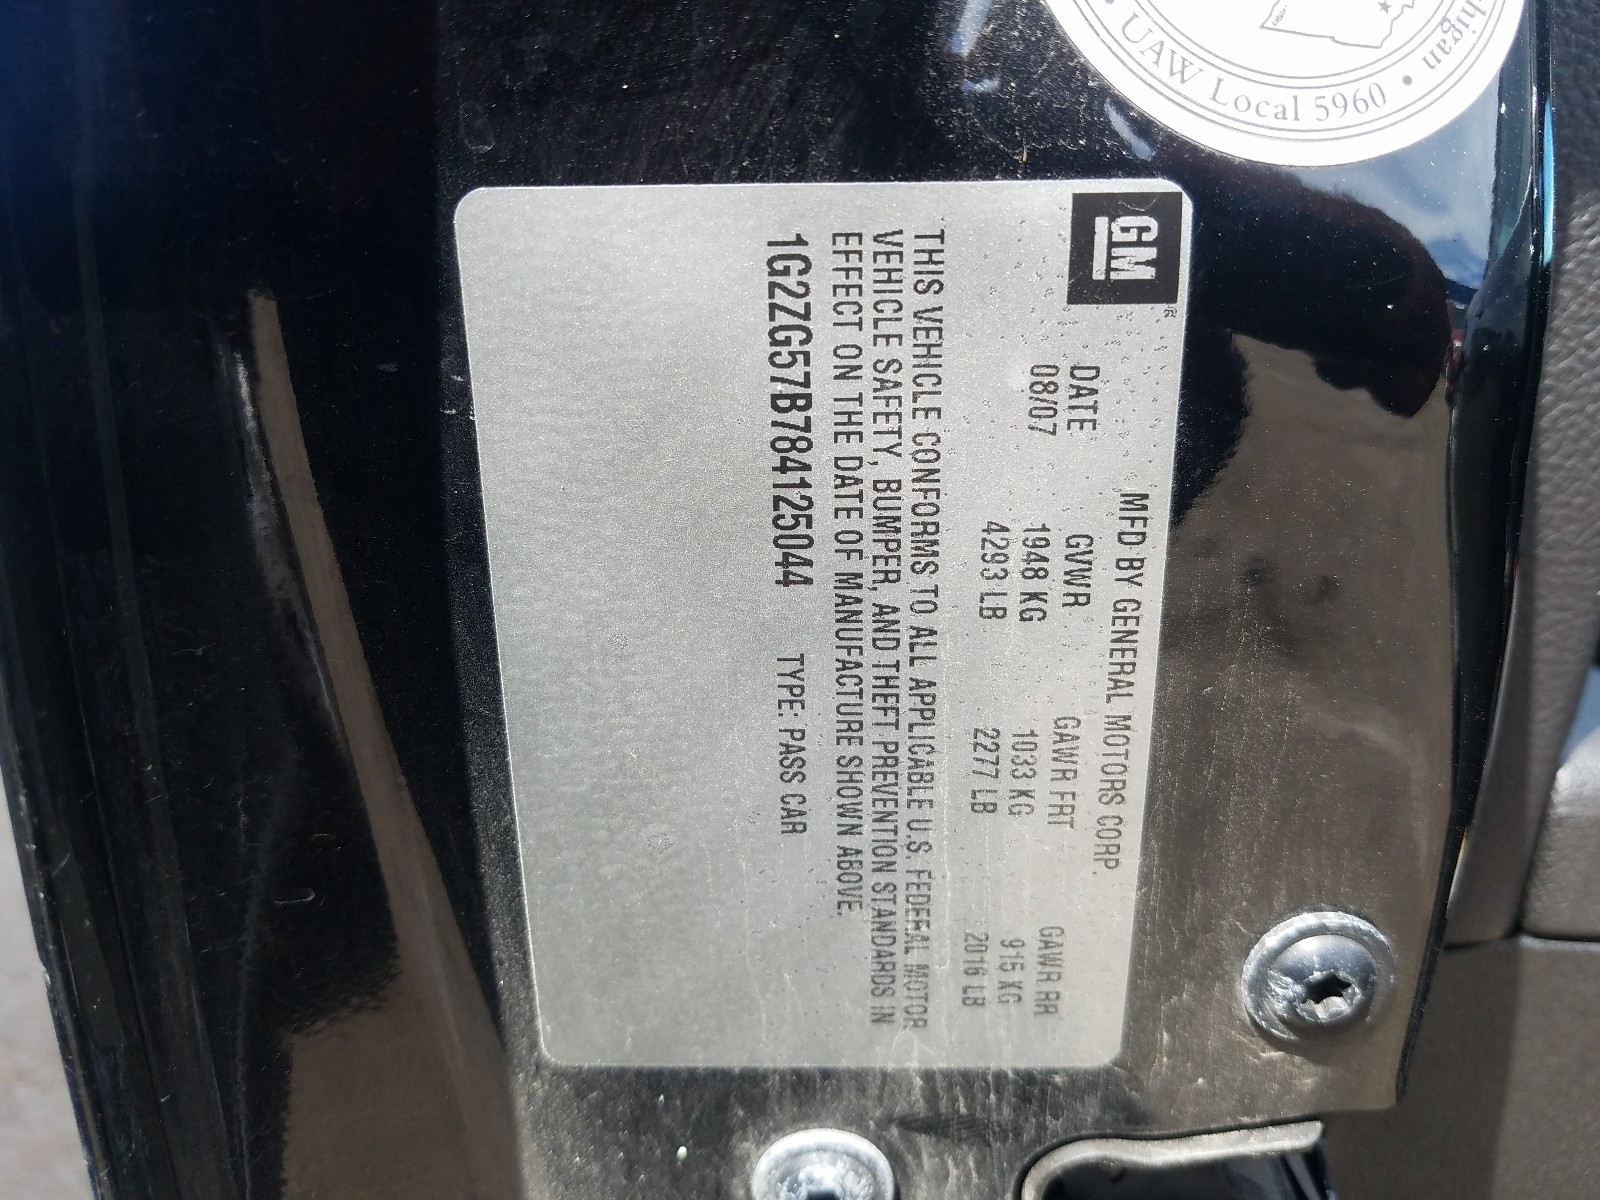 higan
• UAW Local 5960 •
GM
MFD BY GENERAL MOTORS CORP.
DATE GVWR GAWR FRT GAWR RR
08/07 1948 KG 1033 KG 915 KG
4293 LB 2277 LB 2016 LB
THIS VEHICLE CONFORMS TO ALL APPLICABLE U.S. FEDERAL MOTOR
VEHICLE SAFETY, BUMPER, AND THEFT PREVENTION STANDARDS IN
EFFECT ON THE DATE OF MANUFACTURE SHOWN ABOVE.
1G2ZG57B784125044 TYPE: PASS CAR